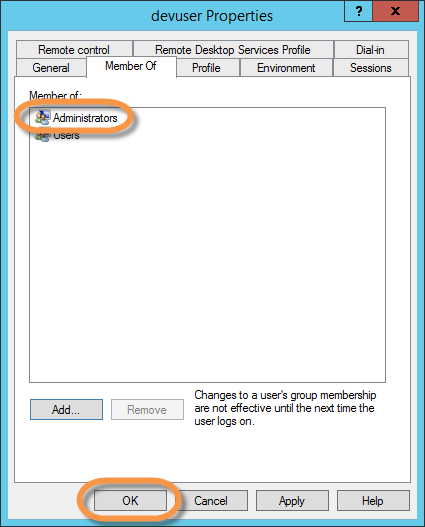 devuser Properties
? x
Remote control Remote Desktop Services Profile Dial-in
General Member Of Profile Environment Sessions
Member of:
Administrators
Users
Add... Remove
Changes to a user's group membership
are not effective until the next time the
user logs on.
OK Cancel Apply Help